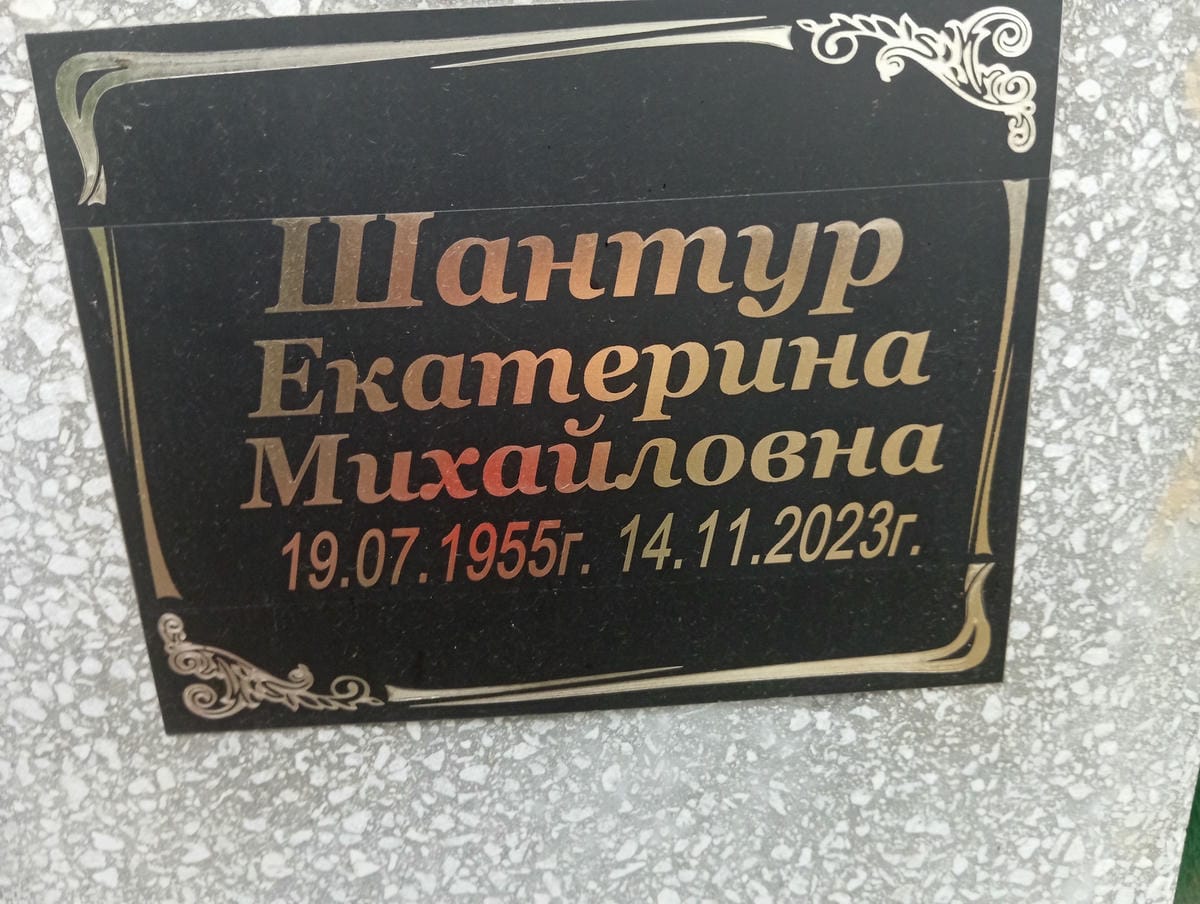 Шантур
Екатерина
Михайловна
19.07.1955г. 14.11.2023г.